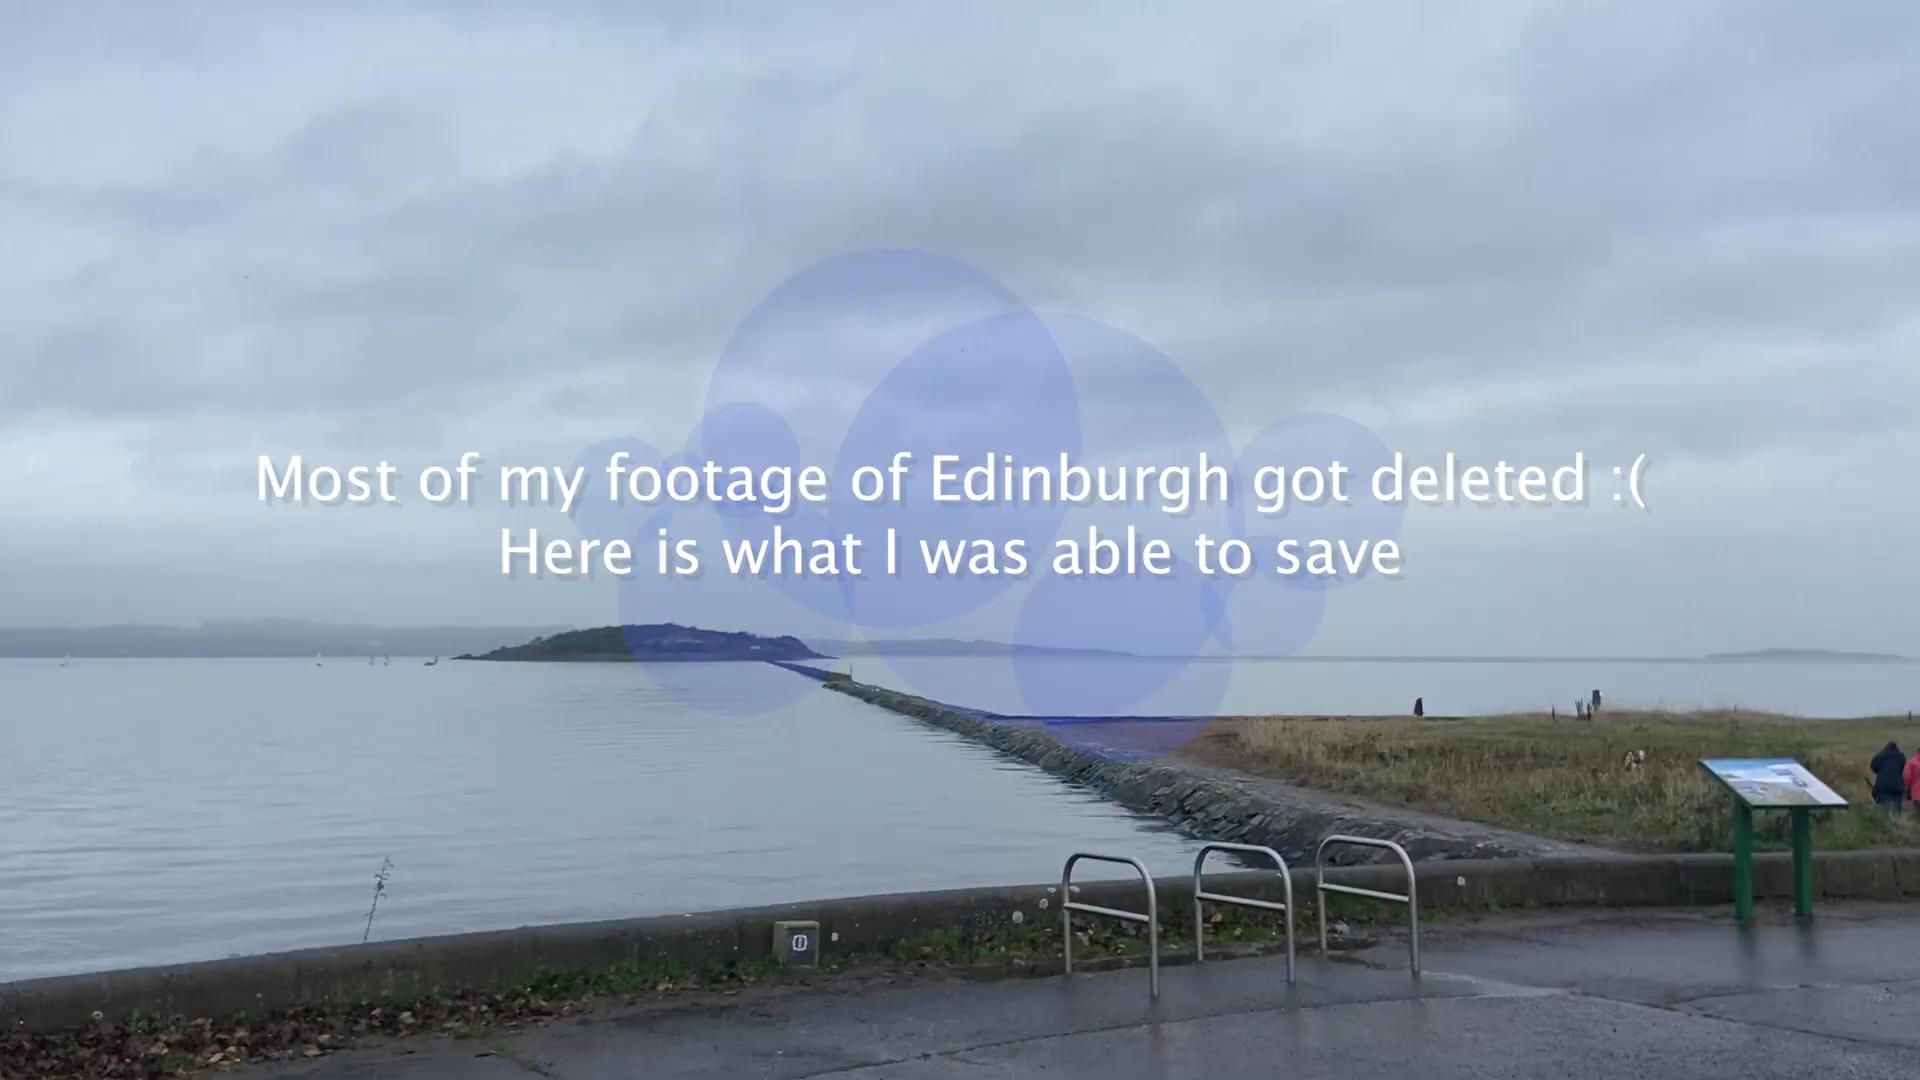 Most of my footage of Edinburgh got deleted :(
Here is what I was able to save